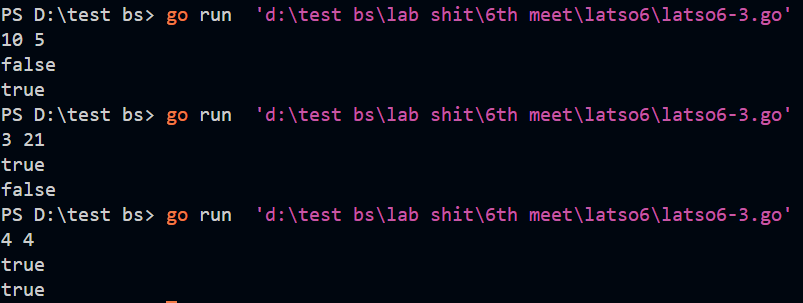 PS D:\test bs> go run  'd:\test bs\lab shit\6th meet\latso6\latso6-3.go'
10 5
false
true
PS D:\test bs> go run  'd:\test bs\lab shit\6th meet\latso6\latso6-3.go'
3 21
true
false
PS D:\test bs> go run  'd:\test bs\lab shit\6th meet\latso6\latso6-3.go'
4 4
true
true